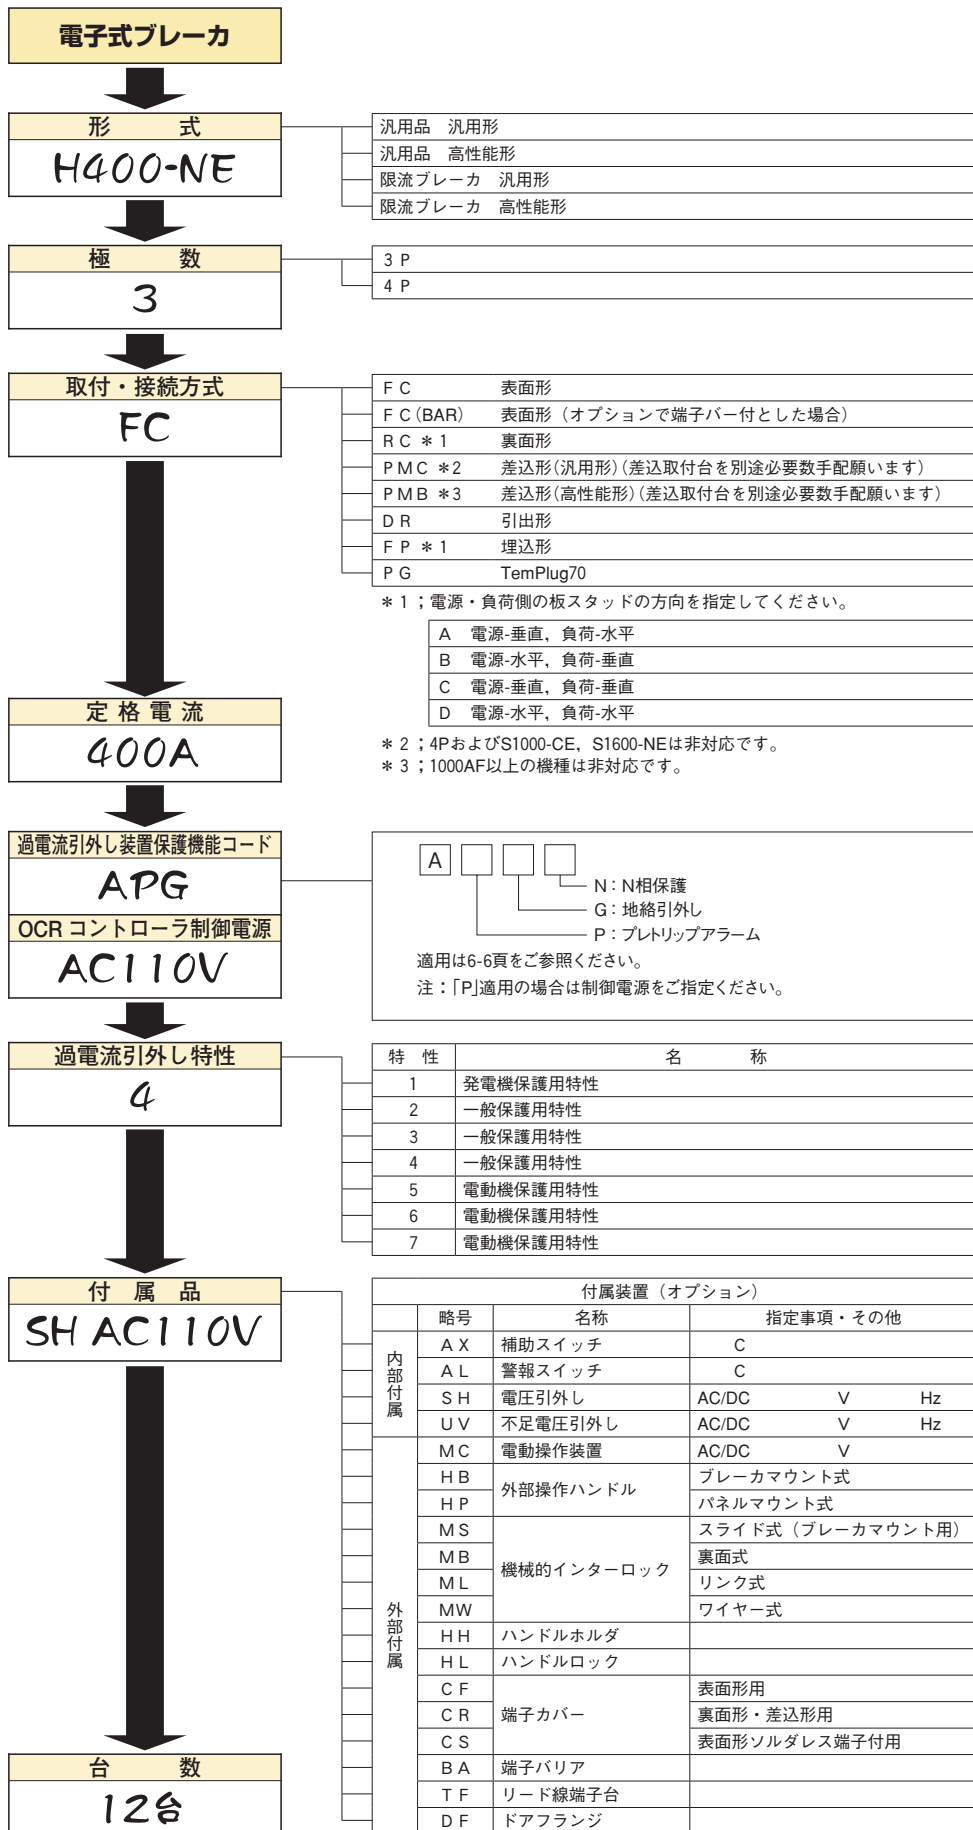 電子式ブレーカ
形　式
H400-NE
汎用品　汎用形
汎用品　高性能形
限流ブレーカ　汎用形
限流ブレーカ　高性能形
極　数
3
3 P
4 P
取付・接続方式
FC
F C　表面形
F C (BAR)　表面形（オプションで端子バー付とした場合）
R C ＊1　裏面形
P M C ＊2　差込形(汎用形)(差込取付台を別途必要数手配願います)
P M B ＊3　差込形(高性能形)(差込取付台を別途必要数手配願います)
D R　引出形
F P ＊1　埋込形
P G　TemPlug70
＊1；電源・負荷側の板スタッドの方向を指定してください。
A　電源-垂直，負荷-水平
B　電源-水平，負荷-垂直
C　電源-垂直，負荷-垂直
D　電源-水平，負荷-水平
＊2；4PおよびS1000-CE，S1600-NEは非対応です。
＊3；1000AF以上の機種は非対応です。
定 格 電 流
400A
過電流引外し装置保護機能コード
APG
OCR コントローラ制御電源
AC110V
A
N：N相保護
G：地絡引外し
P：プレトリップアラーム
適用は6-6頁をご参照ください。
注：「P」適用の場合は制御電源をご指定ください。
過電流引外し特性
4
特　性　名　称
1　発電機保護用特性
2　一般保護用特性
3　一般保護用特性
4　一般保護用特性
5　電動機保護用特性
6　電動機保護用特性
7　電動機保護用特性
付　属　品
SH AC110V
付属装置（オプション）
略号　名称　指定事項・その他
内部付属
A X　補助スイッチ　C
A L　警報スイッチ　C
S H　電圧引外し　AC/DC　V　Hz
U V　不足電圧引外し　AC/DC　V　Hz
外部付属
M C　電動操作装置　AC/DC　V
H B　外部操作ハンドル　ブレーカマウント式
H P　パネルマウント式
M S　機械的インターロック　スライド式（ブレーカマウント用）
M B　裏面式
M L　リンク式
MW　ワイヤー式
H H　ハンドルホルダ
H L　ハンドルロック
C F　端子カバー　表面形用
C R　裏面形・差込形用
C S　表面形ソルダレス端子付用
B A　端子バリア
T F　リード線端子台
D F　ドアフランジ
台　数
12台